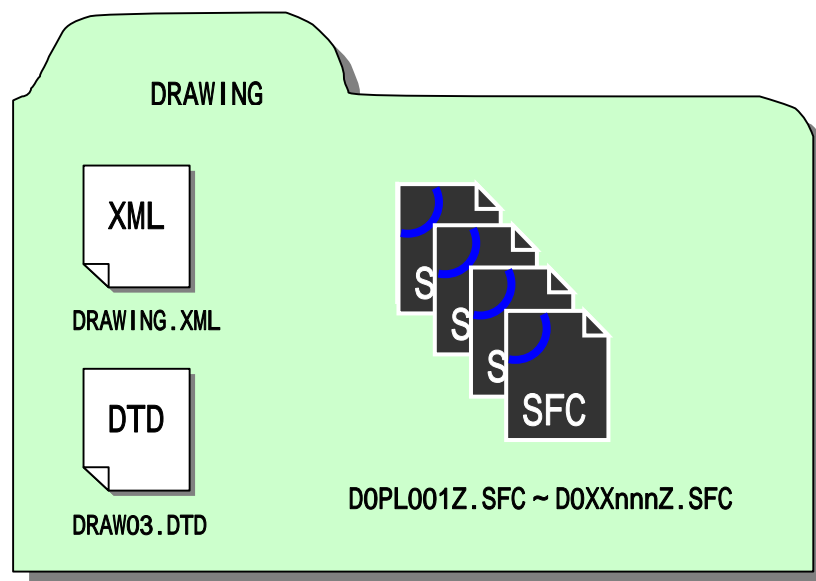 DRAWING
XML
DRAWING.XML
DTD
DRAW03.DTD
S
S
S
SFC
D0PL001Z.SFC～D0XXnnnZ.SFC